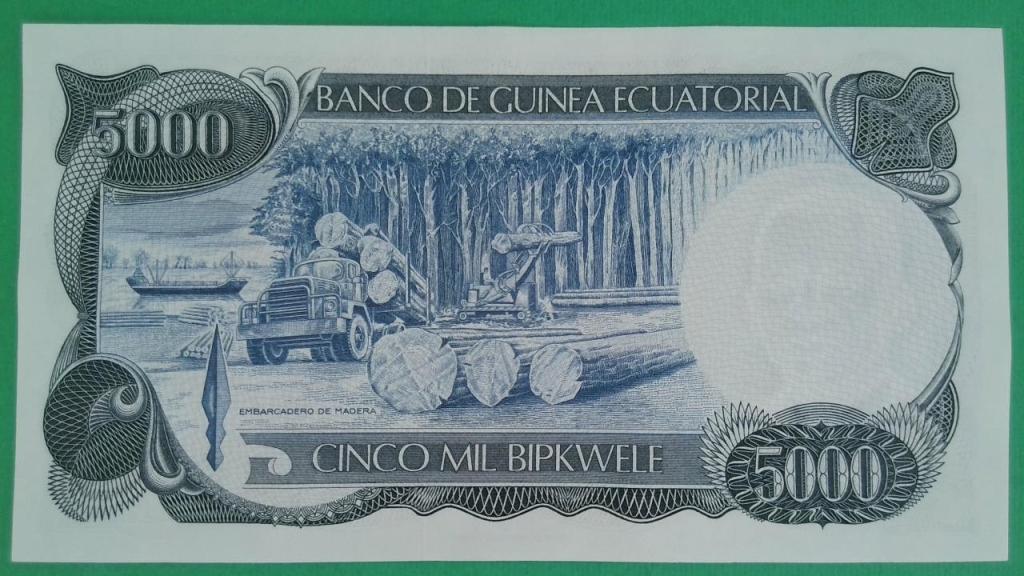 BANCO DE GUINEA ECUATORIAL
5000
EMBARCADERO DE MADERA
CINCO MIL BIPKWELE
5000